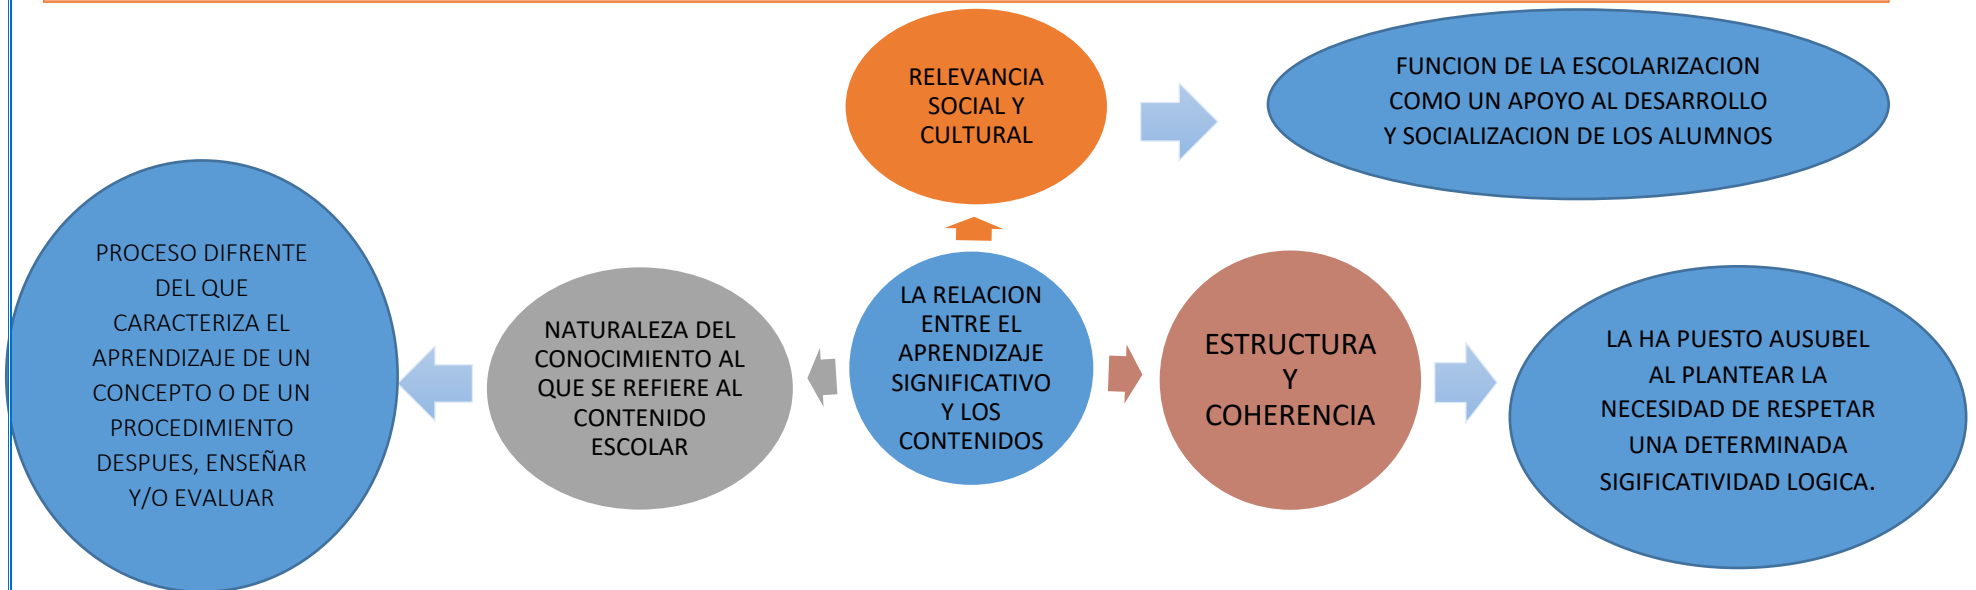 RELEVANCIA
SOCIAL Y
CULTURAL
FUNCION DE LA ESCOLARIZACION
COMO UN APOYO AL DESARROLLO
Y SOCIALIZACION DE LOS ALUMNOS
PROCESO DIFRENTE
DEL QUE
CARACTERIZA EL
APRENDIZAJE DE UN
CONCEPTO O DE UN
PROCEDIMIENTO
DESPUES, ENSEÑAR
Y/O EVALUAR
NATURALEZA DEL
CONOCIMIENTO AL
QUE SE REFIERE AL
CONTENIDO
ESCOLAR
LA RELACION
ENTRE EL
APRENDIZAJE
SIGNIFICATIVO
Y LOS
CONTENIDOS
ESTRUCTURA
Y
COHERENCIA
LA HA PUESTO AUSUBEL
AL PLANTEAR LA
NECESIDAD DE RESPETAR
UNA DETERMINADA
SIGIFICATIVIDAD LOGICA.